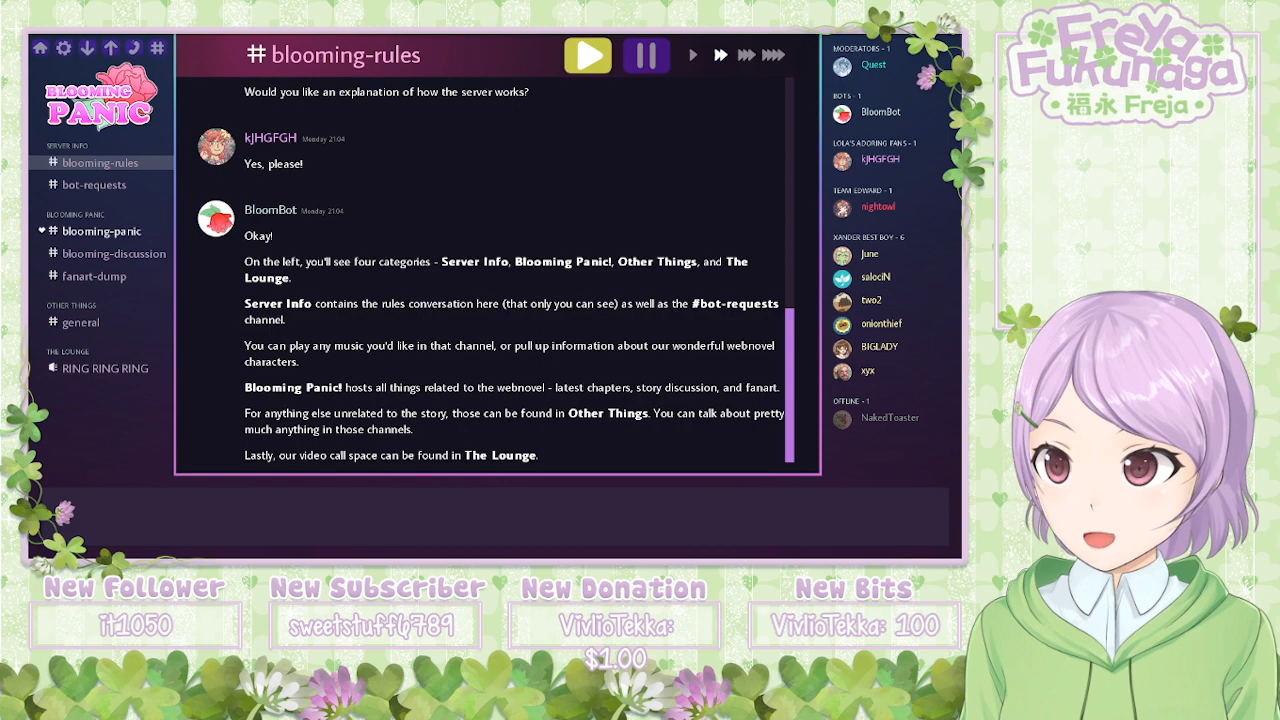 BLOOMING
PANIC
SERVER INFO
# blooming-rules
# bot-requests
BLOOMING PANIC
# blooming-panic
# blooming-discussion
# fanart-dump
OTHER THINGS
# general
THE LOUNGE
RING RING RING
# blooming-rules
Would you like an explanation of how the server works?
kJHGFGH Monday 21:04
Yes, please!
BloomBot Monday 21:04
Okay!
On the left, you'll see four categories - Server Info, Blooming Panic!, Other Things, and The
Lounge.
Server Info contains the rules conversation here (that only you can see) as well as the #bot-requests
channel.
You can play any music you'd like in that channel, or pull up information about our wonderful webnovel
characters.
Blooming Panic! hosts all things related to the webnovel - latest chapters, story discussion, and fanart.
For anything else unrelated to the story, those can be found in Other Things. You can talk about pretty
much anything in those channels.
Lastly, our video call space can be found in The Lounge.
MODERATORS - 1
Quest
BOTS - 1
BloomBot
LOLA'S ADORING FANS - 1
kJHGFGH
TEAM EDWARD - 1
nightowl
XANDER BEST BOY - 6
June
salociN
two2
onionthief
BIGLADY
xyx
OFFLINE - 1
NakedToaster
Freya
Fukunaga
福永 Freja
New Follower
it1050
New Subscriber
sweetstuff6789
New Donation
VivlioTekka:
$1.00
New Bits
VivlioTekka: 100